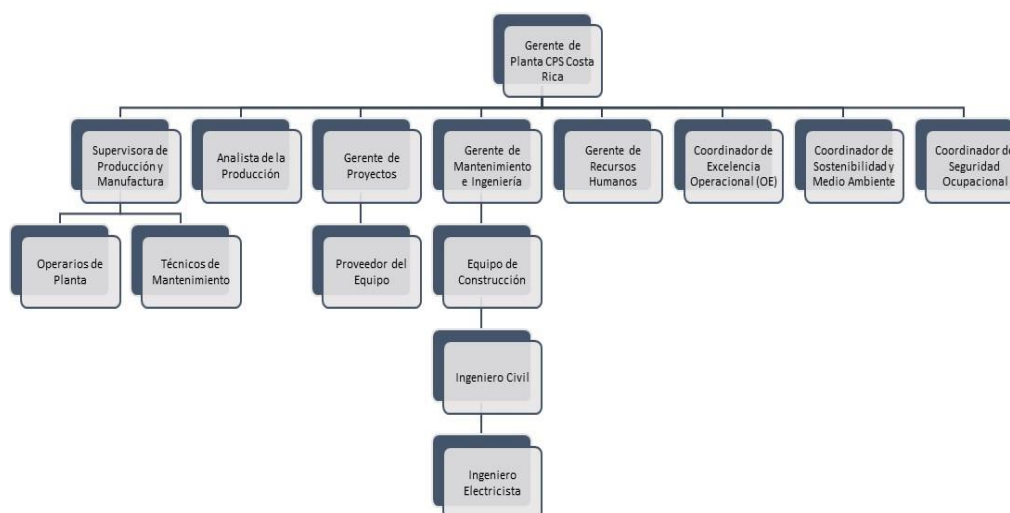 Gerente de
Planta CPS Costa
Rica
Supervisora de
Producción y
Manufactura
Analista de la
Producción
Gerente de
Proyectos
Gerente de
Mantenimiento
e Ingeniería
Gerente de
Recursos
Humanos
Coordinador de
Excelencia
Operacional (OE)
Coordinador de
Sostenibilidad y
Medio Ambiente
Coordinador de
Seguridad
Ocupacional
Operarios de
Planta
Técnicos de
Mantenimiento
Proveedor del
Equipo
Equipo de
Construcción
Ingeniero Civil
Ingeniero
Electricista